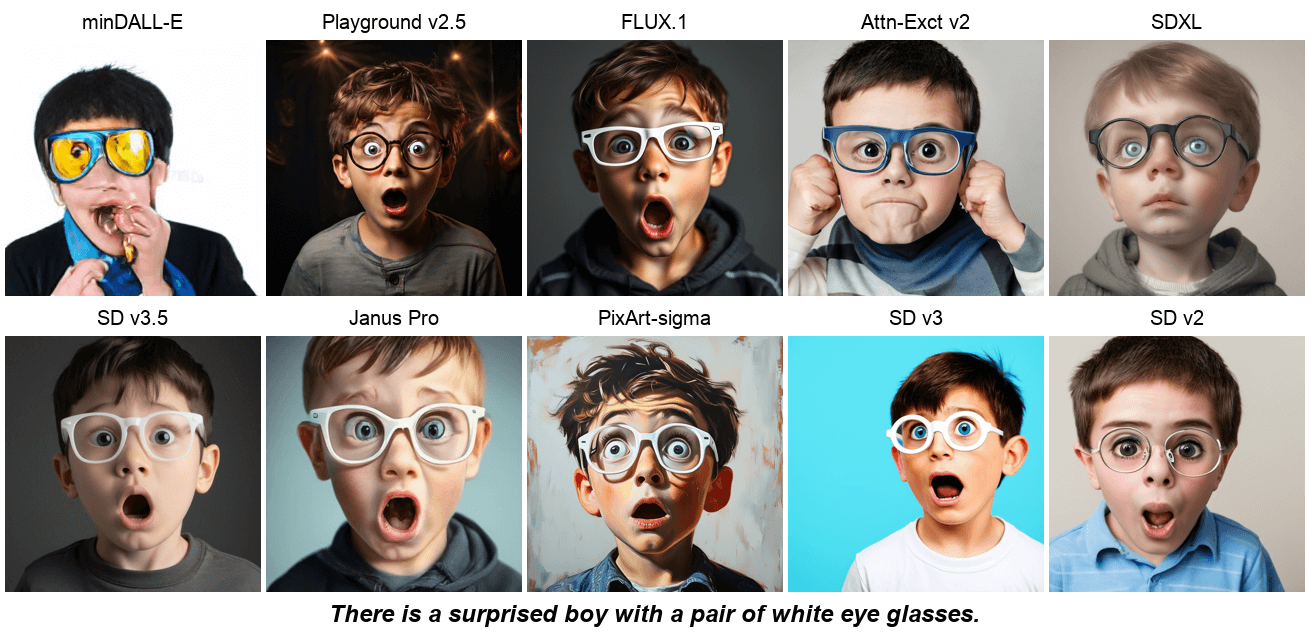 minDALL-E
Playground v2.5
FLUX.1
Attn-Exct v2
SDXL
SD v3.5
Janus Pro
PixArt-sigma
SD v3
SD v2
There is a surprised boy with a pair of white eye glasses.